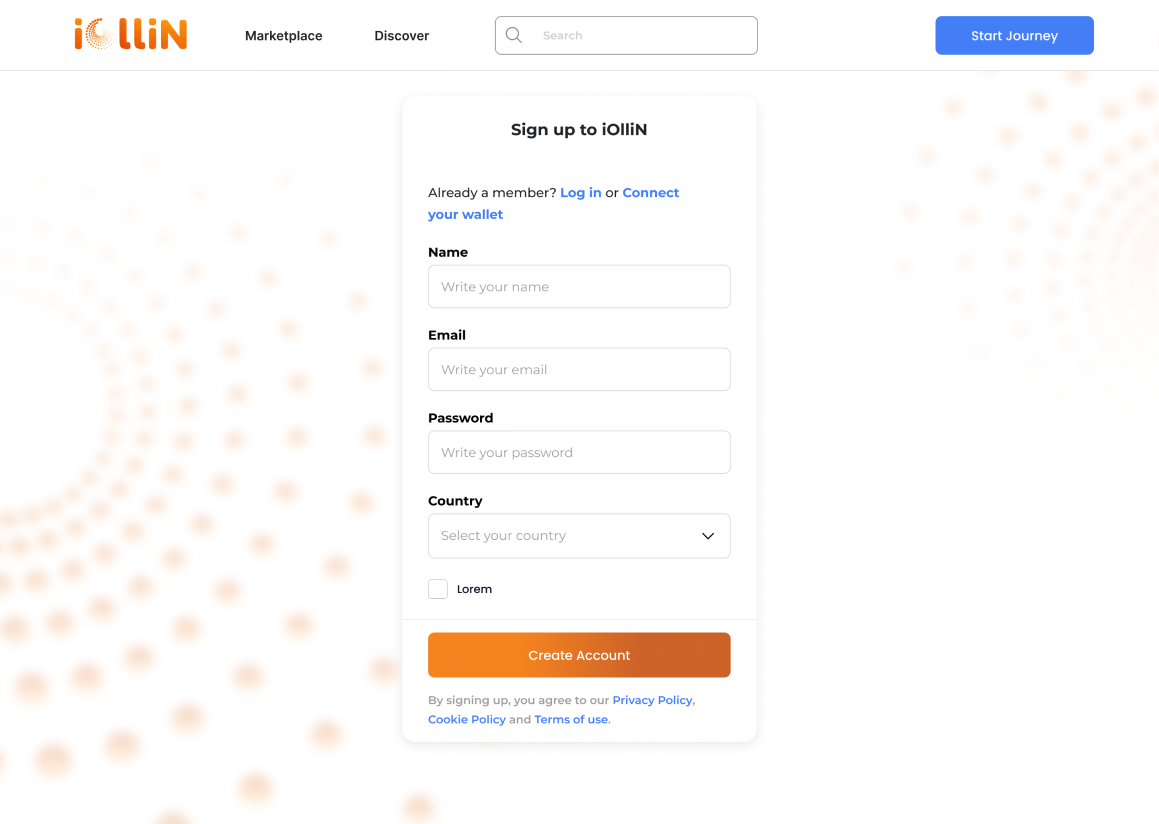 iOlliN
Marketplace
Discover
Search
Start Journey
Sign up to iOlliN
Already a member? Log in or Connect
your wallet
Name
Write your name
Email
Write your email
Password
Write your password
Country
Select your country
Lorem
Create Account
By signing up, you agree to our Privacy Policy,
Cookie Policy and Terms of use.